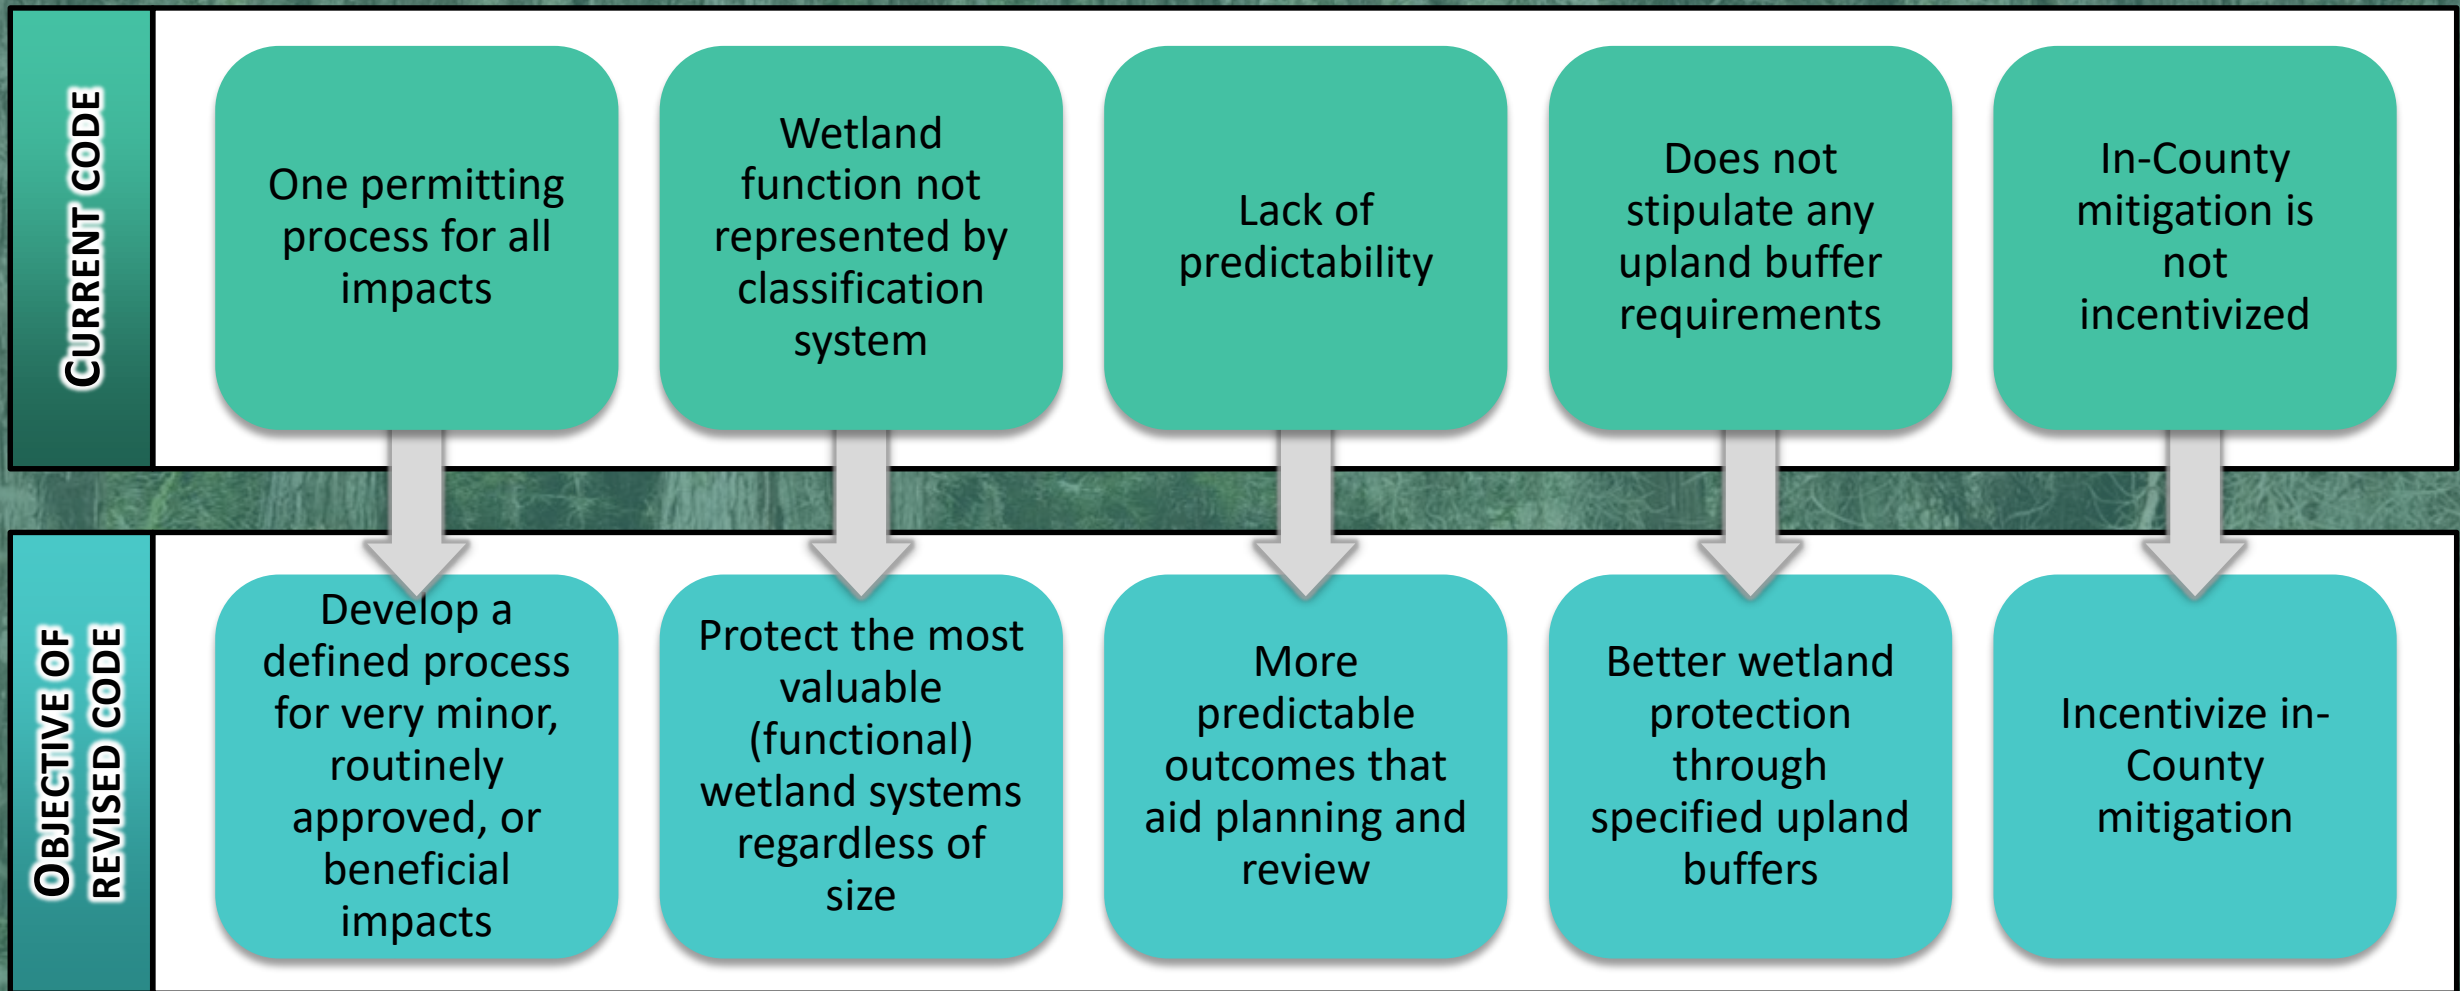 CURRENT CODE
One permitting
process for all
impacts
Wetland
function not
represented by
classification
system
Lack of
predictability
Does not
stipulate any
upland buffer
requirements
In-County
mitigation is
not
incentivized
OBJECTIVE OF
REVISED CODE
Develop a
defined process
for very minor,
routinely
approved, or
beneficial
impacts
Protect the most
valuable
(functional)
wetland systems
regardless of
size
More
predictable
outcomes that
aid planning and
review
Better wetland
protection
through
specified upland
buffers
Incentivize in-
County
mitigation